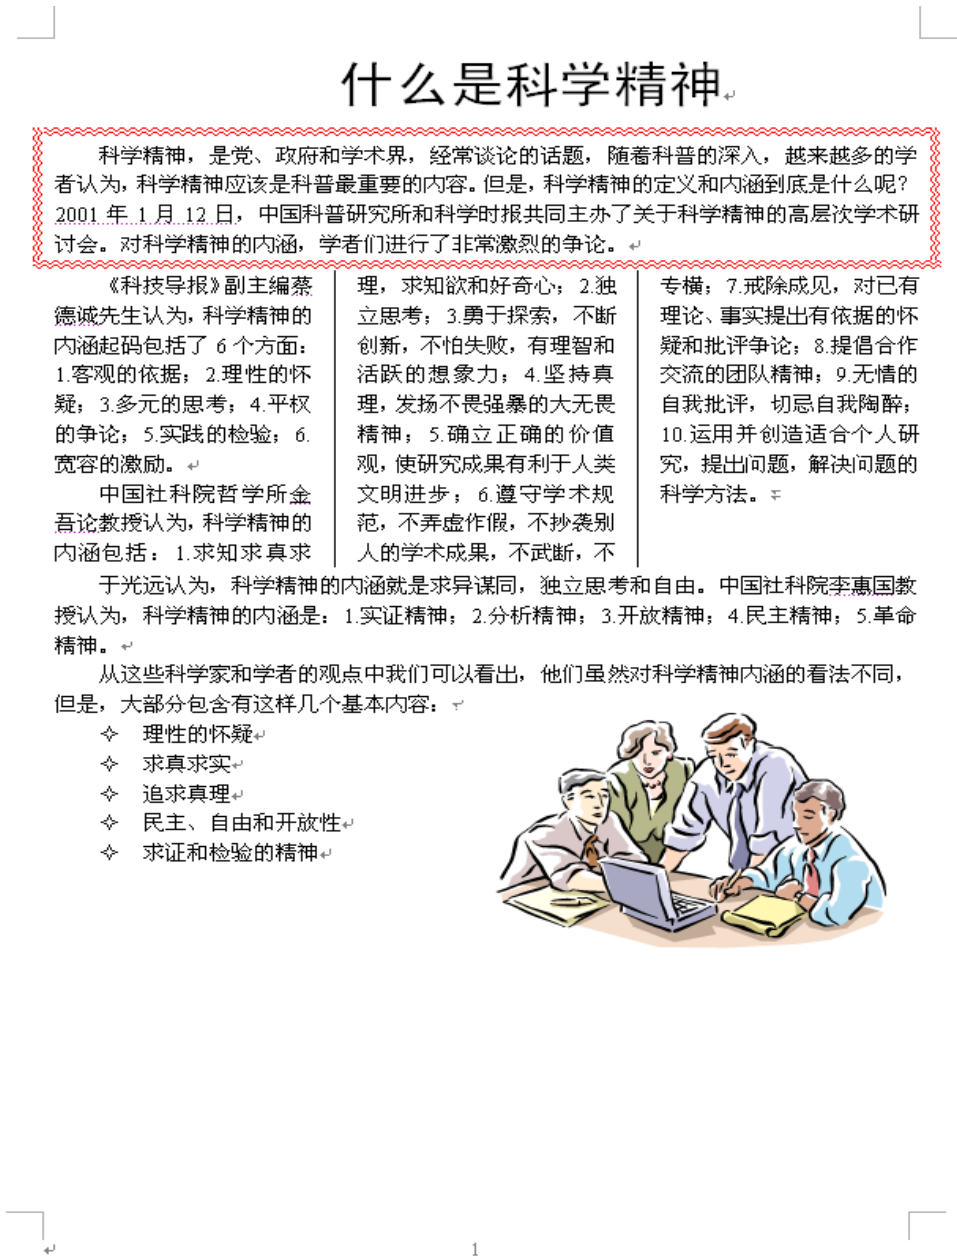 什么是科学精神
科学精神，是党、政府和学术界，经常谈论的话题，随着科普的深入，越来越多的学
者认为，科学精神应该是科普最重要的内容。但是，科学精神的定义和内涵到底是什么呢？
2001 年 1 月 12 日，中国科普研究所和科学时报共同主办了关于科学精神的高层次学术研
讨会。对科学精神的内涵，学者们进行了非常激烈的争论。
《科技导报》副主编蔡
德诚先生认为，科学精神的
内涵起码包括了 6 个方面：
1.客观的依据；2.理性的怀
疑；3.多元的思考；4.平权
的争论；5.实践的检验；6.
宽容的激励。
中国社科院哲学所金
吾论教授认为，科学精神的
内涵包括：1.求知求真求
理，求知欲和好奇心；2.独
立思考；3.勇于探索，不断
创新，不怕失败，有理智和
活跃的想象力；4.坚持真
理，发扬不畏强暴的大无畏
精神；5.确立正确的价值
观，使研究成果有利于人类
文明进步；6.遵守学术规
范，不弄虚作假，不抄袭别
人的学术成果，不武断，不
专横；7.戒除成见，对已有
理论、事实提出有依据的怀
疑和批评争论；8.提倡合作
交流的团队精神；9.无情的
自我批评，切忌自我陶醉；
10.运用并创造适合个人研
究，提出问题，解决问题的
科学方法。
于光远认为，科学精神的内涵就是求异谋同，独立思考和自由。中国社科院李惠国教
授认为，科学精神的内涵是：1.实证精神；2.分析精神；3.开放精神；4.民主精神；5.革命
精神。
从这些科学家和学者的观点中我们可以看出，他们虽然对科学精神内涵的看法不同，
但是，大部分包含有这样几个基本内容：
✧ 理性的怀疑
✧ 求真求实
✧ 追求真理
✧ 民主、自由和开放性
✧ 求证和检验的精神
1